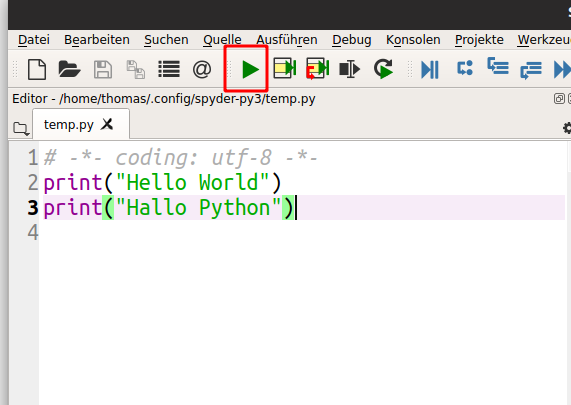 Datei Bearbeiten Suchen Quelle Ausführen Debug Konsolen Projekte Werkzeu
@
Editor - /home/thomas/.config/spyder-py3/temp.py
temp.py
1 # -*- coding: utf-8 -*-
2 print("Hello World")
3 print("Hallo Python")
4